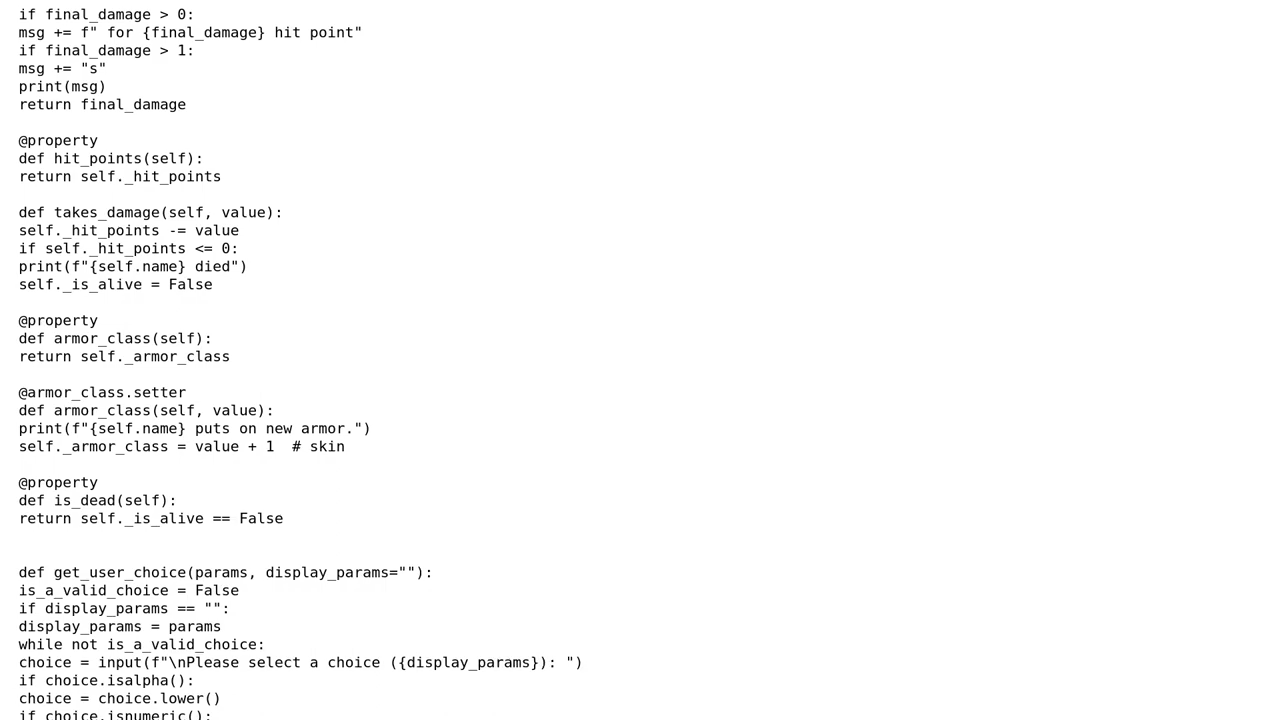 if final_damage > 0:
msg += f" for {final_damage} hit point"
if final_damage > 1:
msg += "s"
print(msg)
return final_damage

@property
def hit_points(self):
return self._hit_points

def takes_damage(self, value):
self._hit_points -= value
if self._hit_points <= 0:
print(f"{self.name} died")
self._is_alive = False

@property
def armor_class(self):
return self._armor_class

@armor_class.setter
def armor_class(self, value):
print(f"{self.name} puts on new armor.")
self._armor_class = value + 1  # skin

@property
def is_dead(self):
return self._is_alive == False


def get_user_choice(params, display_params=""):
is_a_valid_choice = False
if display_params == "":
display_params = params
while not is_a_valid_choice:
choice = input(f"\nPlease select a choice ({display_params}): ")
if choice.isalpha():
choice = choice.lower()
if choice.isnumeric():